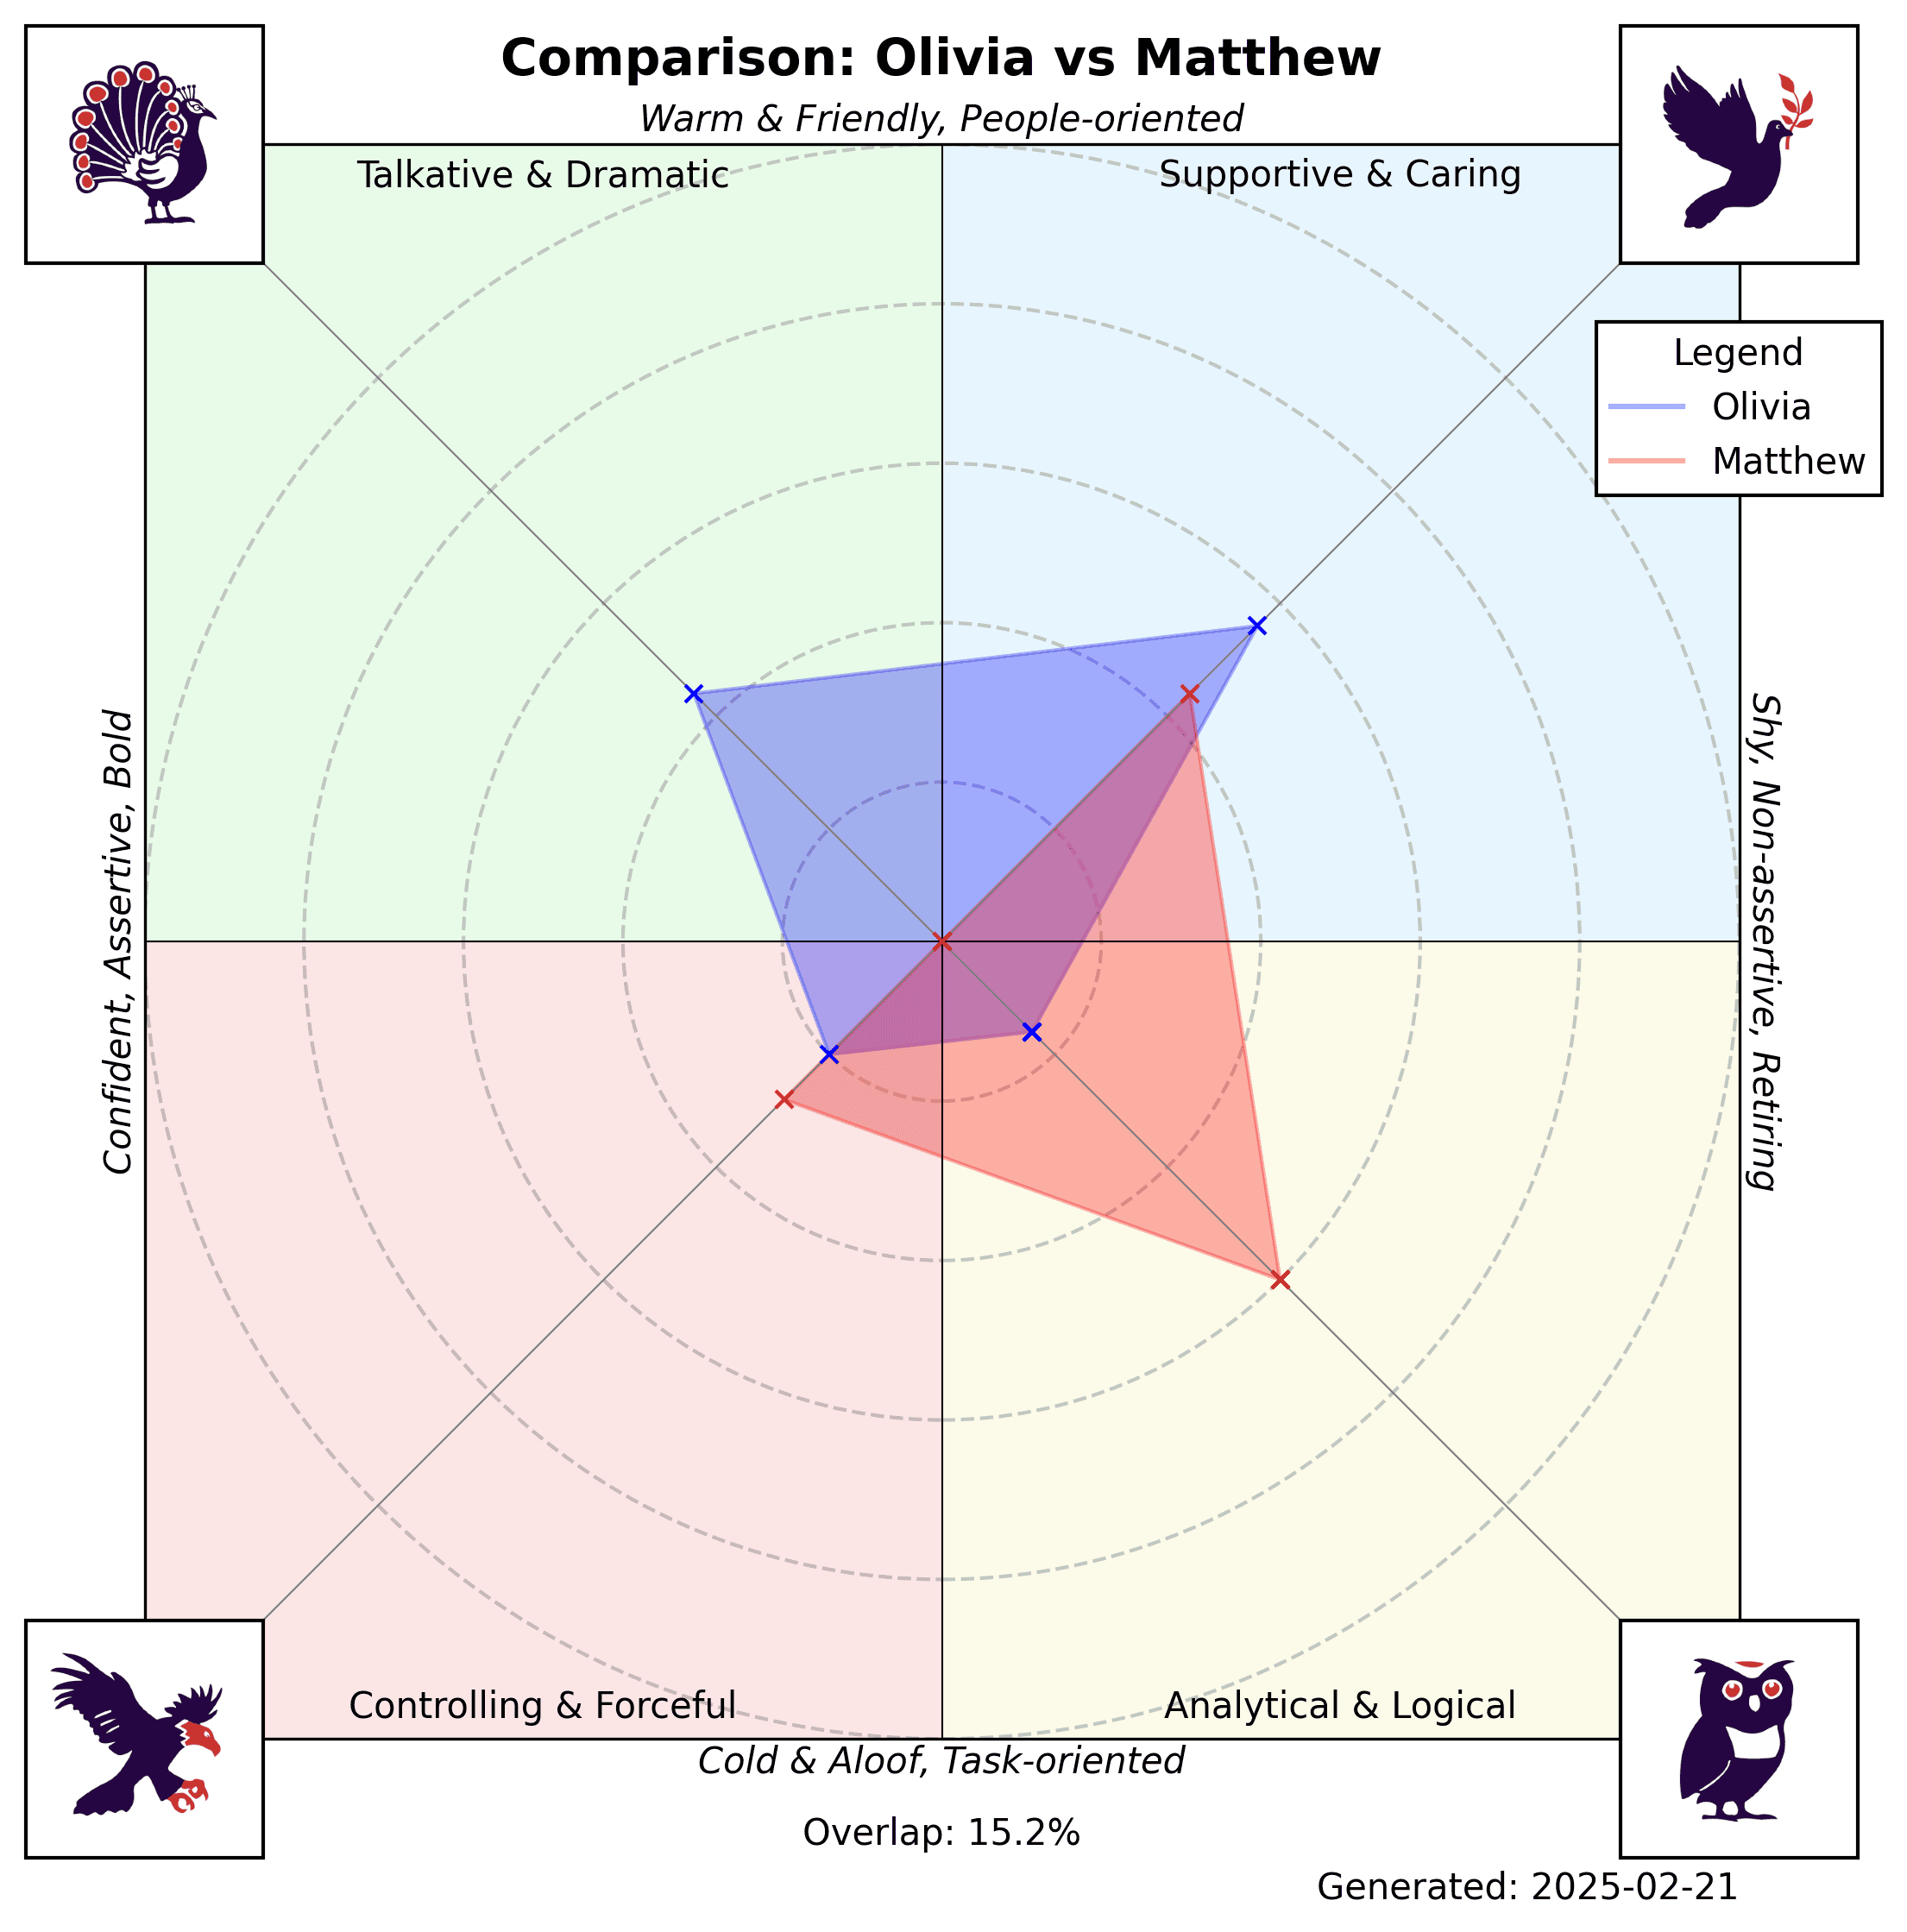 Comparison: Olivia vs Matthew
Warm & Friendly, People-oriented
Talkative & Dramatic
Supportive & Caring
Legend
Olivia
Matthew
Confident, Assertive, Bold
Shy, Non-assertive, Retiring
Controlling & Forceful
Analytical & Logical
Cold & Aloof, Task-oriented
Overlap: 15.2%
Generated: 2025-02-21